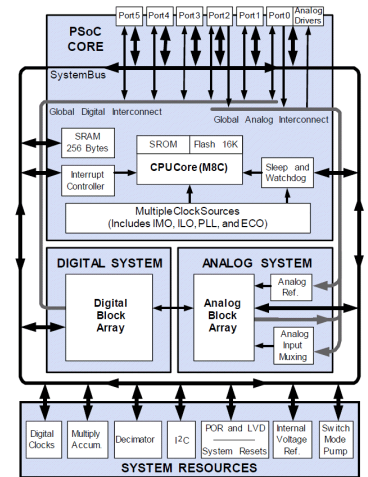 Port5 Port4 Port3 Port2 Port1 Port0 Analog Drivers
PSoC
CORE
SystemBus
Global Digital Interconnect
Global Analog Interconnect
SRAM
256 Bytes
SROM Flash 16K
CPUCore(M8C)
Interrupt
Controller
Sleep and
Watchdog
MultipleClockSources
(Includes IMO, ILO, PLL, and ECO)
DIGITAL SYSTEM
ANALOG SYSTEM
Digital
Block
Array
Analog
Block
Array
Analog
Ref.
Analog
Input
Muxing
Digital
Clocks
Multiply
Accum.
Decimator
I²C
POR and LVD
System Resets
Internal
Voltage
Ref.
Switch
Mode
Pump
SYSTEM RESOURCES